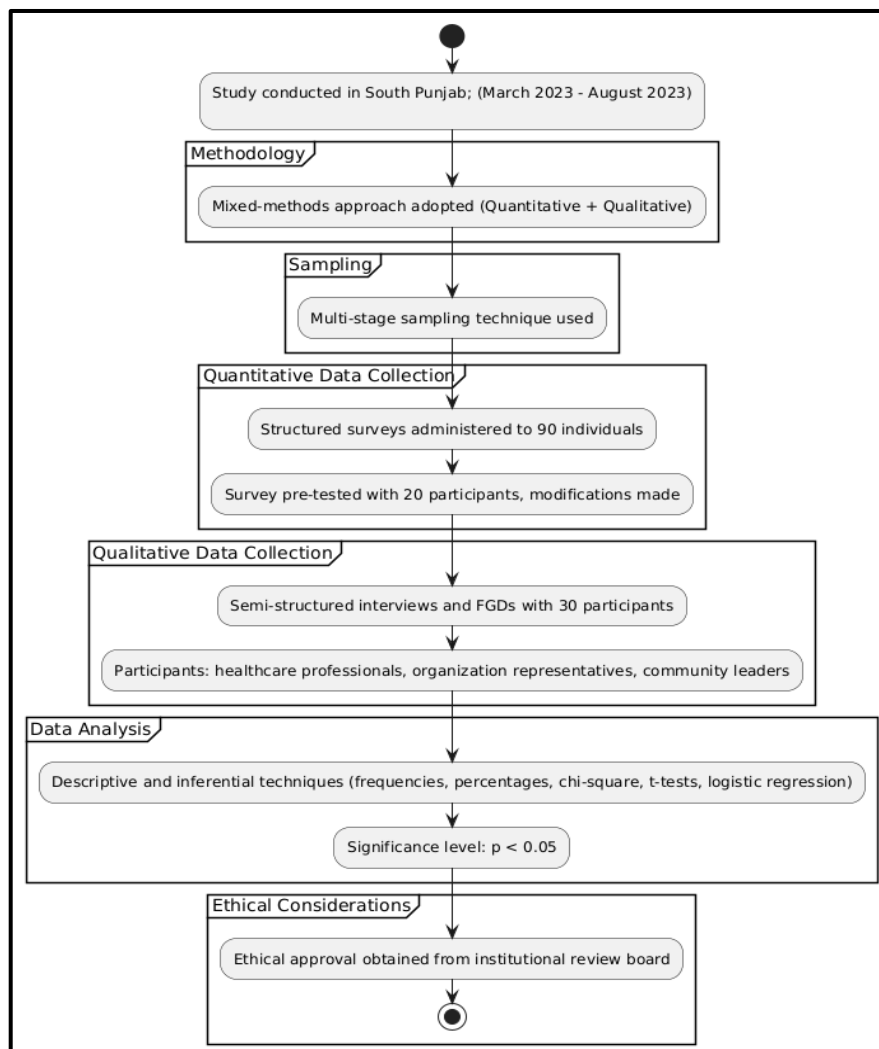 Study conducted in South Punjab; (March 2023 - August 2023)
Methodology
Mixed-methods approach adopted (Quantitative + Qualitative)
Sampling
Multi-stage sampling technique used
Quantitative Data Collection
Structured surveys administered to 90 individuals
Survey pre-tested with 20 participants, modifications made
Qualitative Data Collection
Semi-structured interviews and FGDs with 30 participants
Participants: healthcare professionals, organization representatives, community leaders
Data Analysis
Descriptive and inferential techniques (frequencies, percentages, chi-square, t-tests, logistic regression)
Significance level: p < 0.05
Ethical Considerations
Ethical approval obtained from institutional review board